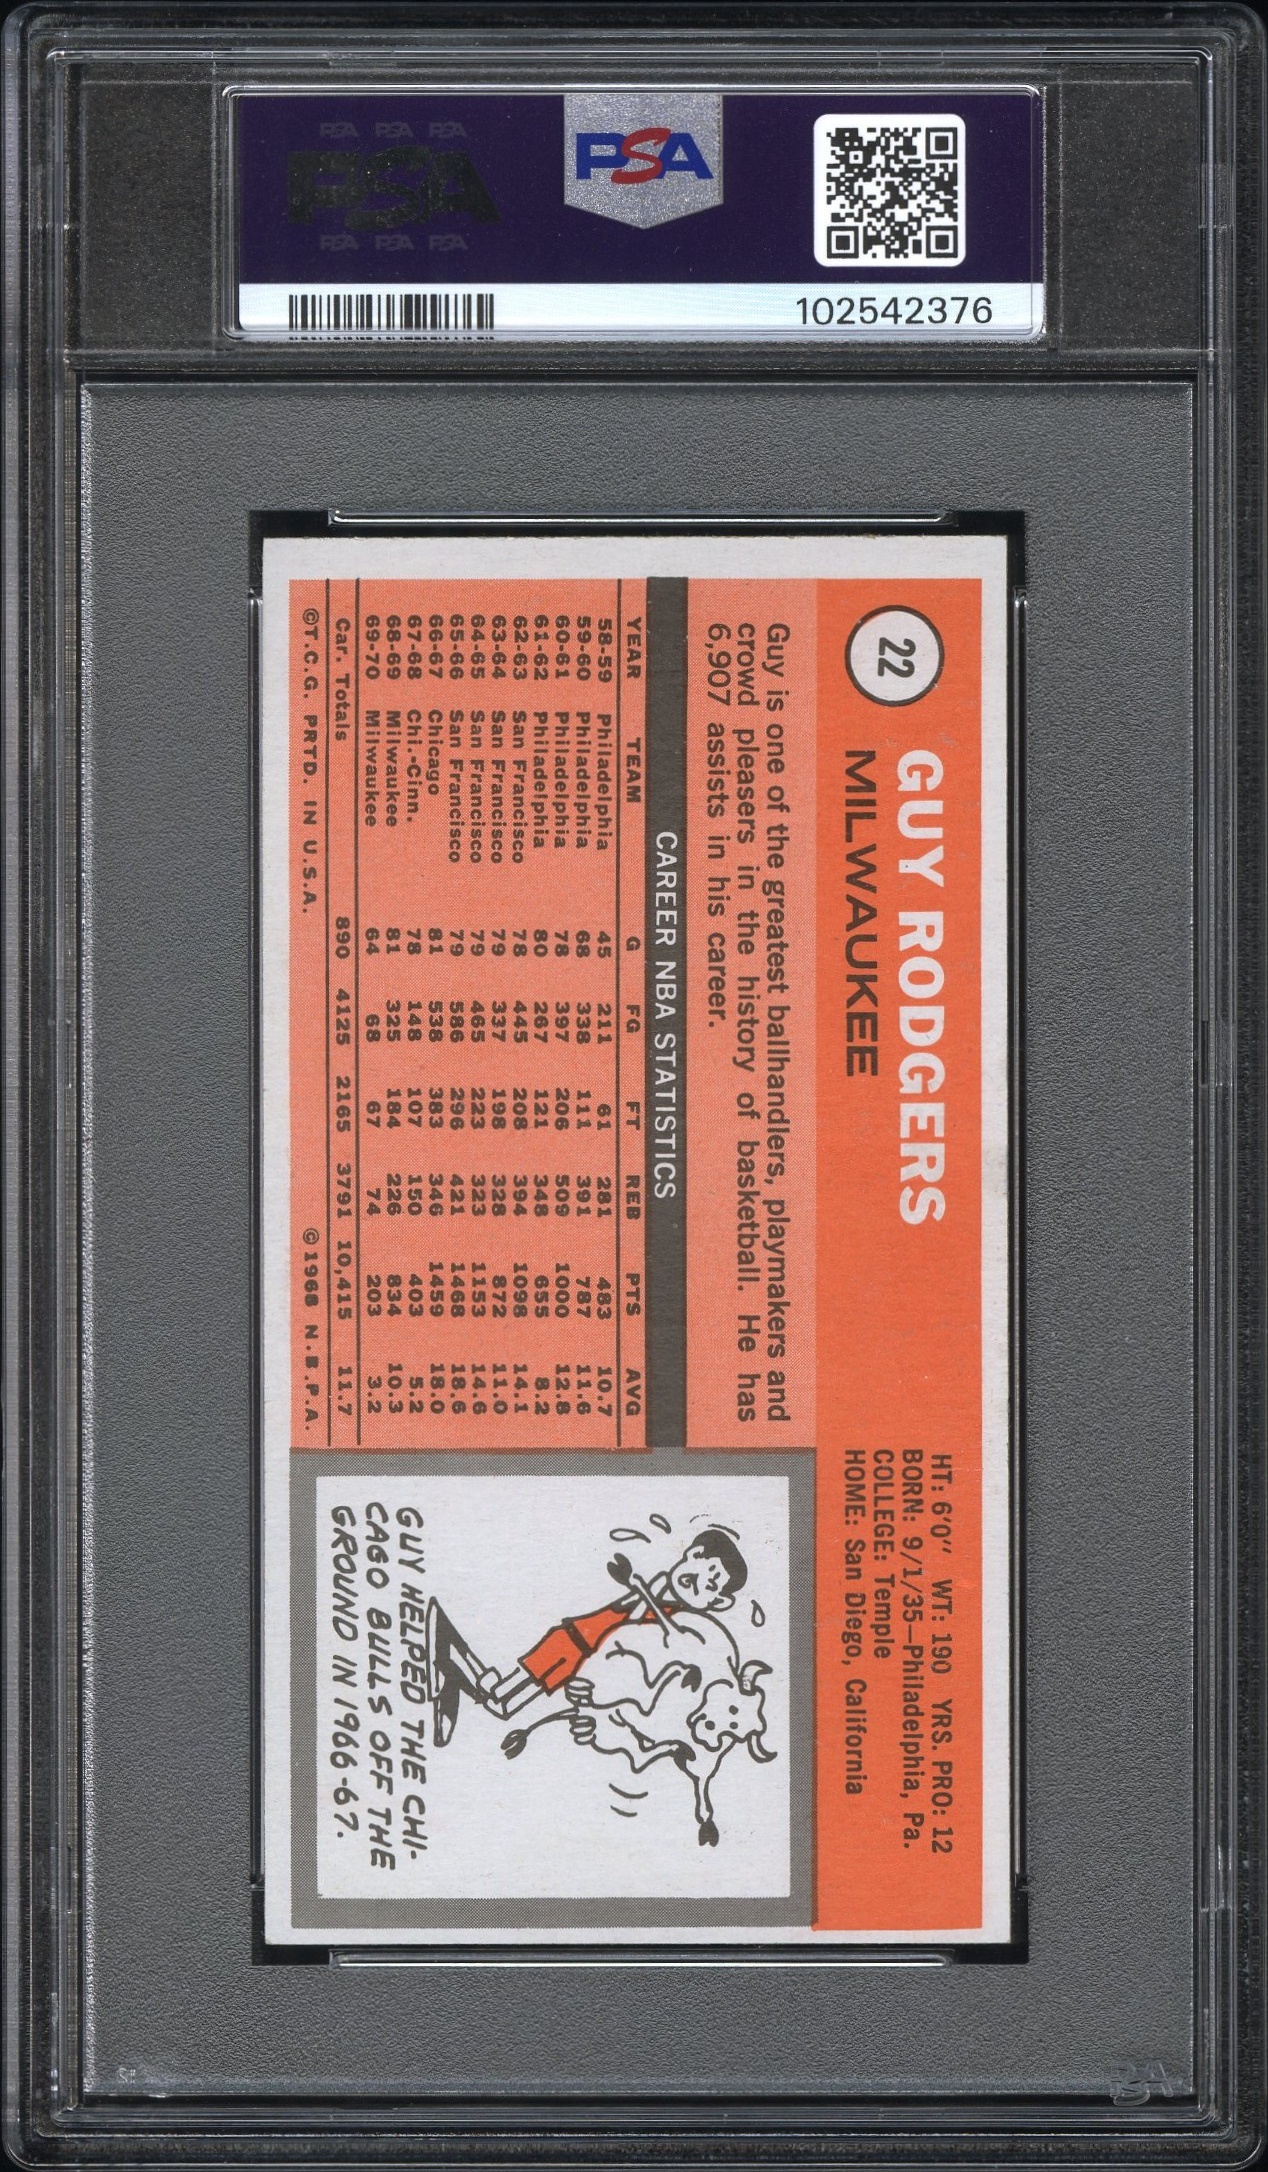 PSA PSA PSA
PSA
PSA PSA PSA
PSA
102542376
22
GUY RODGERS
MILWAUKEE
HT: 6'0" WT: 190 YRS. PRO: 12
BORN: 9/1/35—Philadelphia, Pa.
COLLEGE: Temple
HOME: San Diego, California
Guy is one of the greatest ballhandlers, playmakers and
crowd pleasers in the history of basketball. He has
6,907 assists in his career.
CAREER NBA STATISTICS
YEAR TEAM G FG FT REB PTS AVG
58-59 Philadelphia 45 211 61 281 483 10.7
59-60 Philadelphia 68 338 111 391 787 11.6
60-61 Philadelphia 78 397 206 509 1000 12.8
61-62 Philadelphia 80 267 121 348 655 8.2
62-63 San Francisco 78 445 208 394 1098 14.1
63-64 San Francisco 79 337 198 328 872 11.0
64-65 San Francisco 79 465 223 323 1153 14.6
65-66 San Francisco 79 586 296 421 1468 18.6
66-67 Chicago 81 538 383 346 1459 18.0
67-68 Chi.-Cinn. 78 148 107 150 403 5.2
68-69 Milwaukee 81 325 184 226 834 10.3
69-70 Milwaukee 64 68 67 74 203 3.2
Car. Totals 890 4125 2165 3791 10,415 11.7
©T.C.G. PRTD. IN U.S.A. ©1968 N.B.P.A.
GUY HELPED THE CHI-
CAGO BULLS OFF THE
GROUND IN 1966-67.
PSA